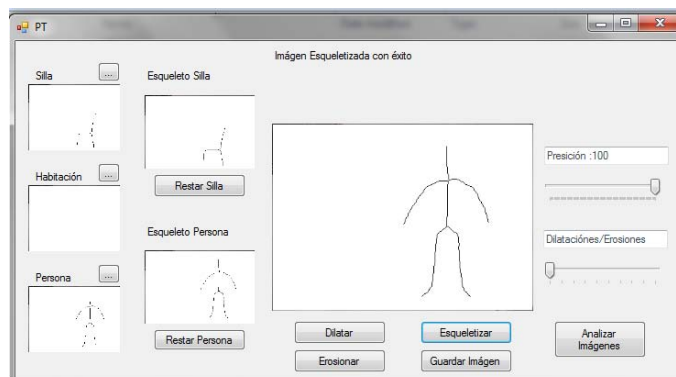 PT
Imágen Esqueletizada con éxito
Silla
...
Esqueleto Silla
Restar Silla
Habitación
...
Esqueleto Persona
Persona
...
Restar Persona
Presición :100
Dilataciónes/Erosiones
Dilatar
Esqueletizar
Analizar
Imágenes
Erosionar
Guardar Imágen